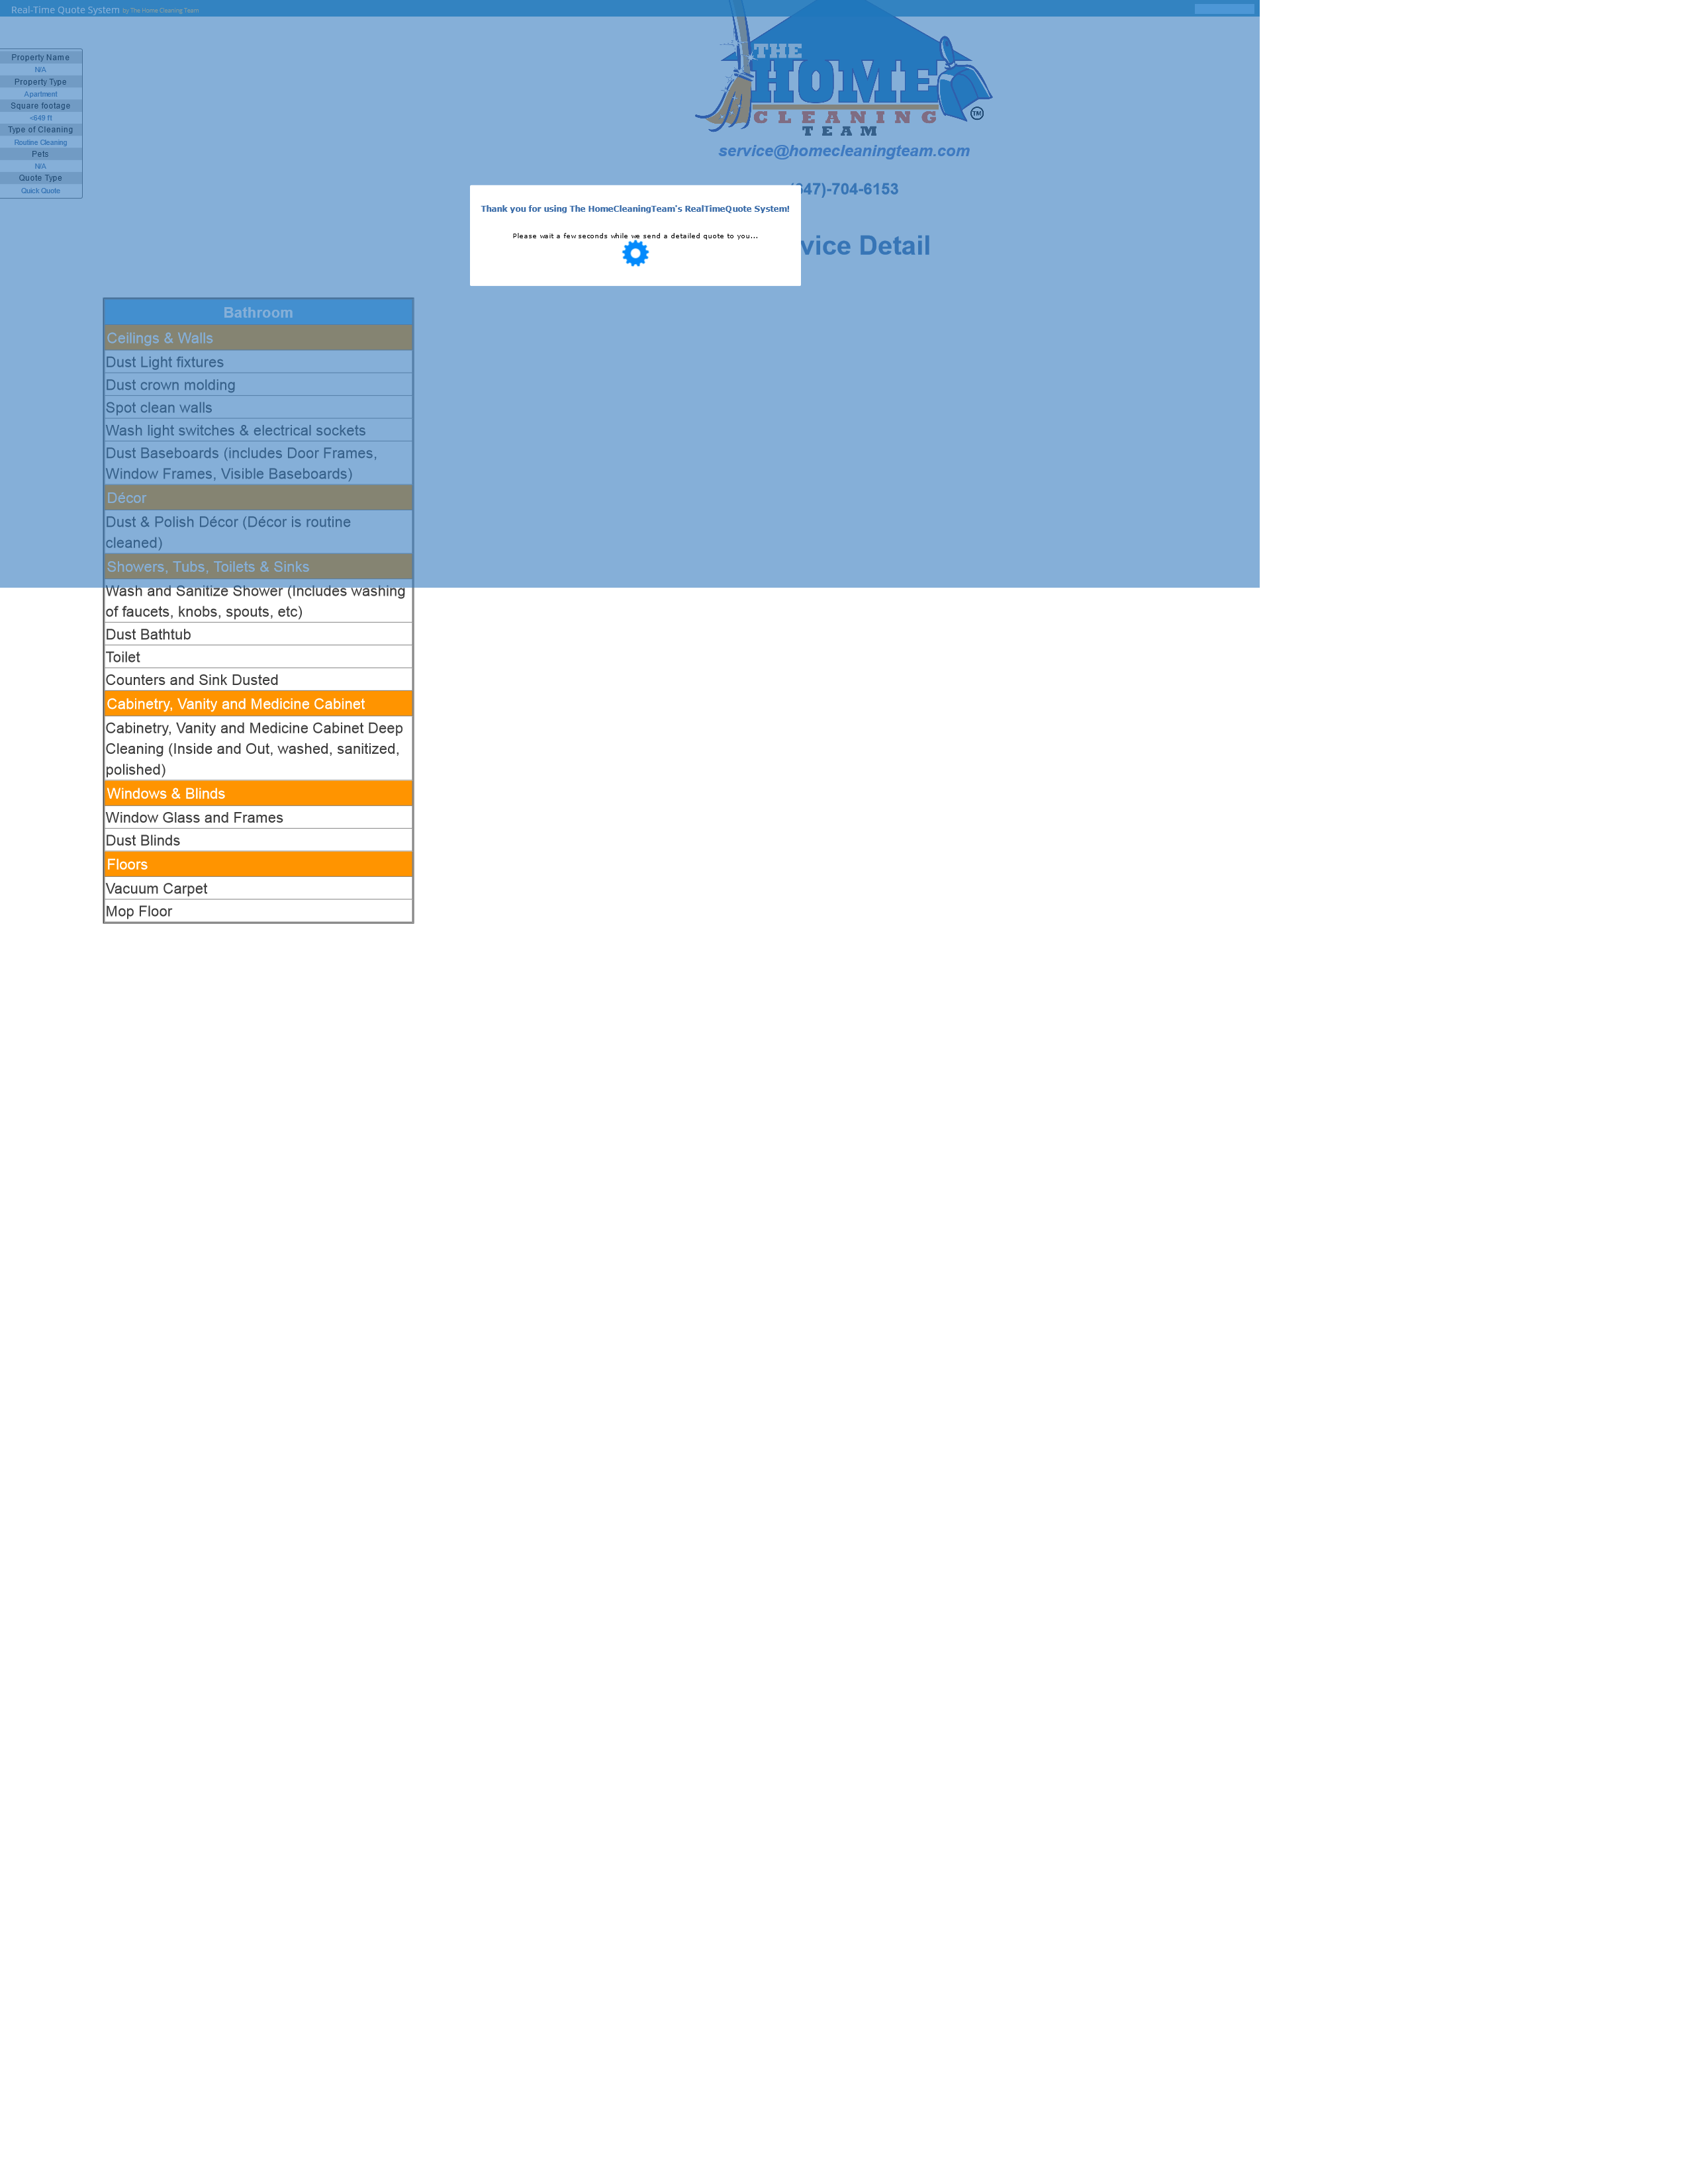 Real-Time Quote System by The Home Cleaning Team
THE
HOME
CLEANING
TEAM
TM
service@homecleaningteam.com
47)-704-6153
vice Detail
Property Name
N/A
Property Type
Apartment
Square footage
<649 ft
Type of Cleaning
Routine Cleaning
Pets
N/A
Quote Type
Quick Quote
Thank you for using The HomeCleaningTeam's RealTimeQuote System!
Please wait a few seconds while we send a detailed quote to you...
Bathroom
Ceilings & Walls
Dust Light fixtures
Dust crown molding
Spot clean walls
Wash light switches & electrical sockets
Dust Baseboards (includes Door Frames,
Window Frames, Visible Baseboards)
Décor
Dust & Polish Décor (Décor is routine
cleaned)
Showers, Tubs, Toilets & Sinks
Wash and Sanitize Shower (Includes washing
of faucets, knobs, spouts, etc)
Dust Bathtub
Toilet
Counters and Sink Dusted
Cabinetry, Vanity and Medicine Cabinet
Cabinetry, Vanity and Medicine Cabinet Deep
Cleaning (Inside and Out, washed, sanitized,
polished)
Windows & Blinds
Window Glass and Frames
Dust Blinds
Floors
Vacuum Carpet
Mop Floor